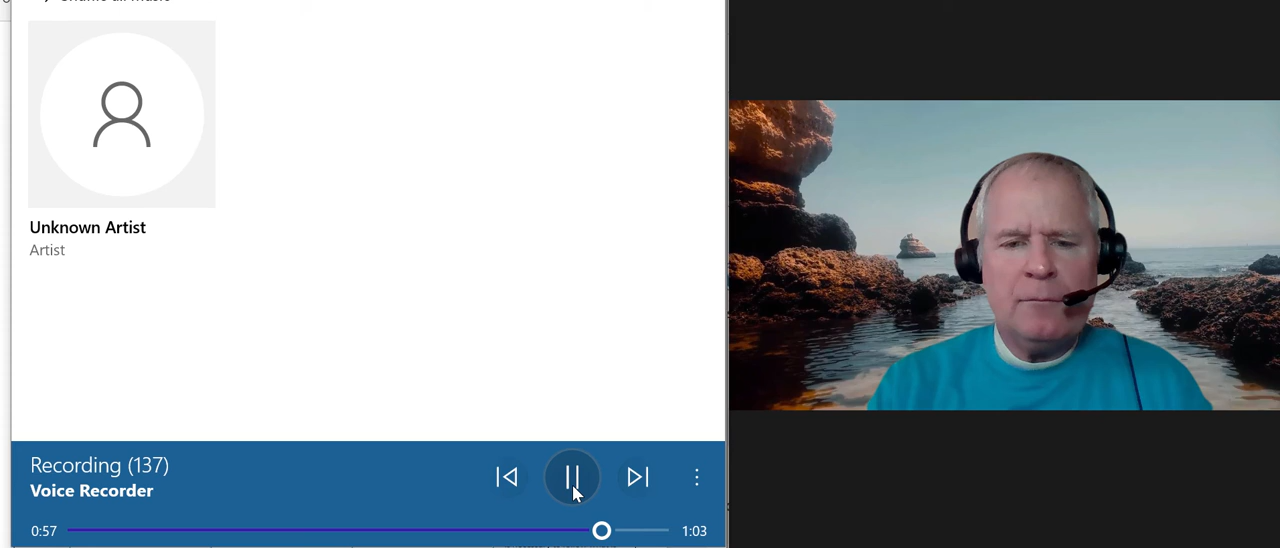 Unknown Artist
Artist
Recording (137)
Voice Recorder
0:57 1:03